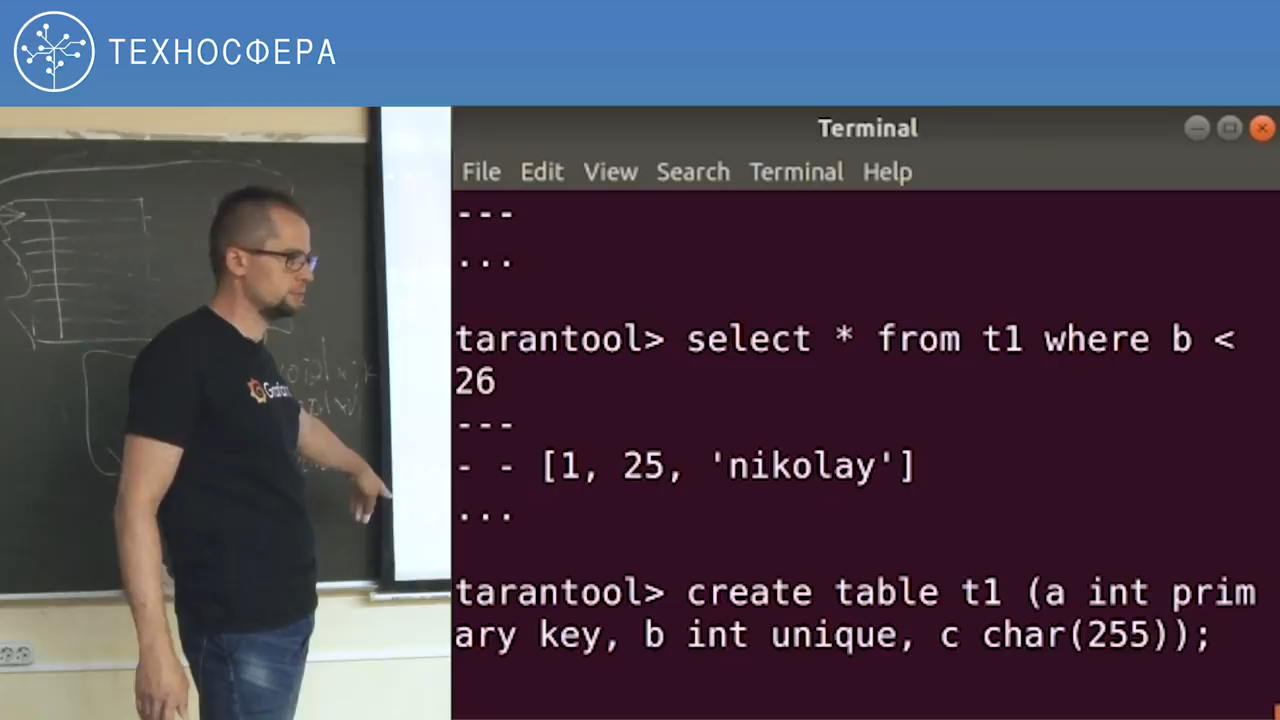 ТЕХНОСФЕРА
Terminal
File Edit View Search Terminal Help
---
...
tarantool> select * from t1 where b <
26
---
- - [1, 25, 'nikolay']
...
tarantool> create table t1 (a int prim
ary key, b int unique, c char(255));